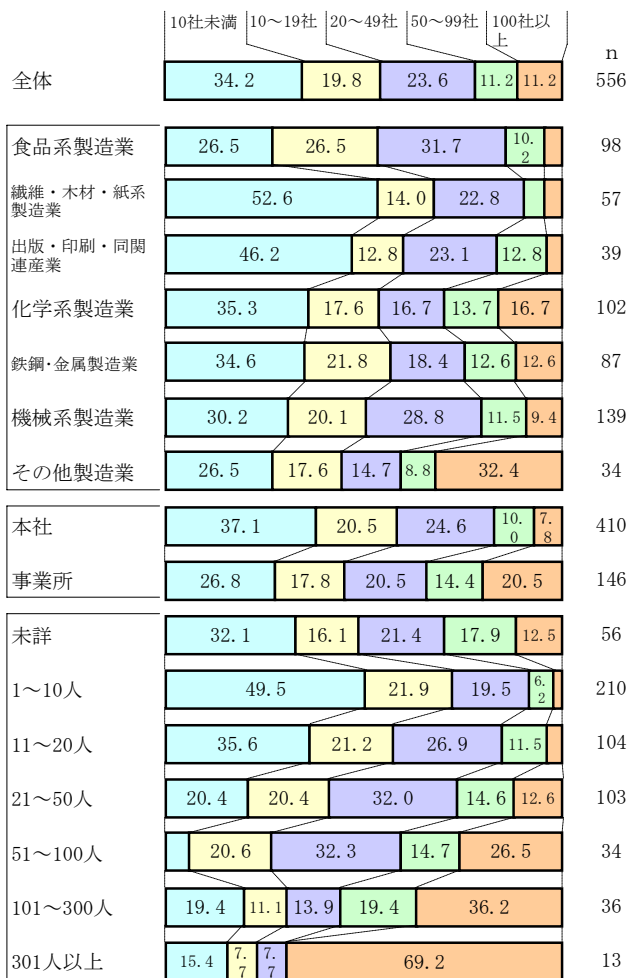 10社未満 10～19社 20～49社 50～99社 100社以上
n
全体 34.2 19.8 23.6 11.2 11.2 556
食品系製造業 26.5 26.5 31.7 10.2 98
繊維・木材・紙系
製造業 52.6 14.0 22.8 57
出版・印刷・同関
連産業 46.2 12.8 23.1 12.8 39
化学系製造業 35.3 17.6 16.7 13.7 16.7 102
鉄鋼・金属製造業 34.6 21.8 18.4 12.6 12.6 87
機械系製造業 30.2 20.1 28.8 11.5 9.4 139
その他製造業 26.5 17.6 14.7 8.8 32.4 34
本社 37.1 20.5 24.6 10.0 7.8 410
事業所 26.8 17.8 20.5 14.4 20.5 146
未詳 32.1 16.1 21.4 17.9 12.5 56
1～10人 49.5 21.9 19.5 6.2 210
11～20人 35.6 21.2 26.9 11.5 104
21～50人 20.4 20.4 32.0 14.6 12.6 103
51～100人 20.6 32.3 14.7 26.5 34
101～300人 19.4 11.1 13.9 19.4 36.2 36
301人以上 15.4 7.7 7.7 69.2 13